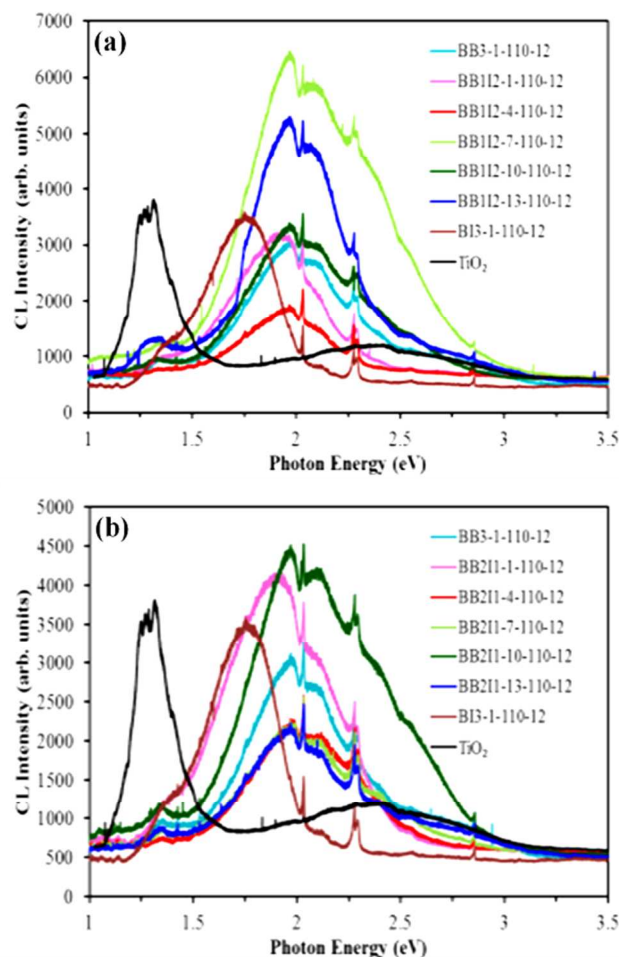 (a)
7000
6000
5000
4000
3000
2000
1000
0
CL Intensity (arb. units)
BB3-1-110-12
BB1I2-1-110-12
BB1I2-4-110-12
BB1I2-7-110-12
BB1I2-10-110-12
BB1I2-13-110-12
BI3-1-110-12
TiO₂
1 1.5 2 2.5 3 3.5
Photon Energy (eV)
(b)
5000
4500
4000
3500
3000
2500
2000
1500
1000
500
0
CL Intensity (arb. units)
BB3-1-110-12
BB2I1-1-110-12
BB2I1-4-110-12
BB2I1-7-110-12
BB2I1-10-110-12
BB2I1-13-110-12
BI3-1-110-12
TiO₂
1 1.5 2 2.5 3 3.5
Photon Energy (eV)